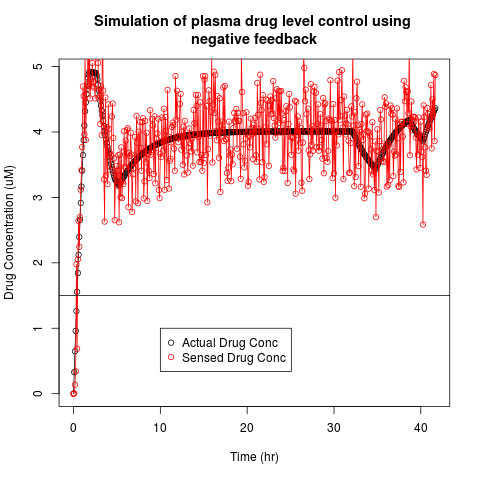 Simulation of plasma drug level control using
negative feedback
Drug Concentration (uM)
5
4
3
2
1
0
Actual Drug Conc
Sensed Drug Conc
0 10 20 30 40
Time (hr)